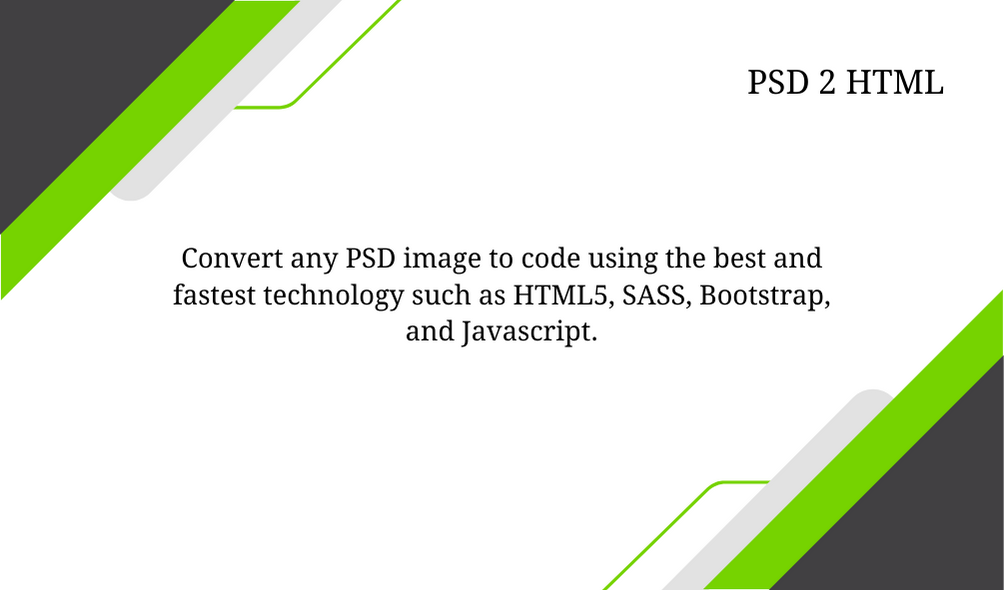 PSD 2 HTML
Convert any PSD image to code using the best and
fastest technology such as HTML5, SASS, Bootstrap,
and Javascript.